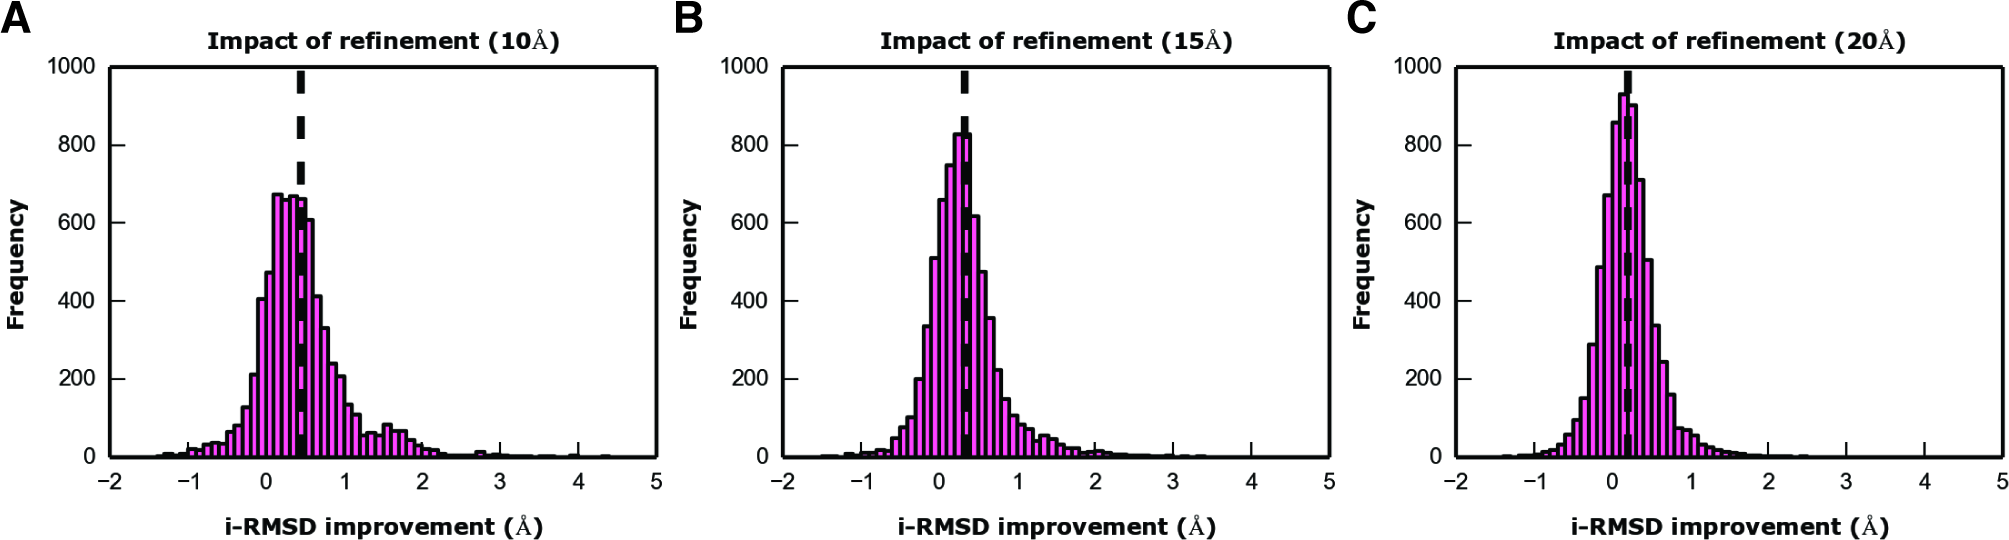 A
Impact of refinement (10Å)
1000
800
600
400
200
0
Frequency
−2 −1 0 1 2 3 4 5
i-RMSD improvement (Å)
B
Impact of refinement (15Å)
1000
800
600
400
200
0
Frequency
−2 −1 0 1 2 3 4 5
i-RMSD improvement (Å)
C
Impact of refinement (20Å)
1000
800
600
400
200
0
Frequency
−2 −1 0 1 2 3 4 5
i-RMSD improvement (Å)